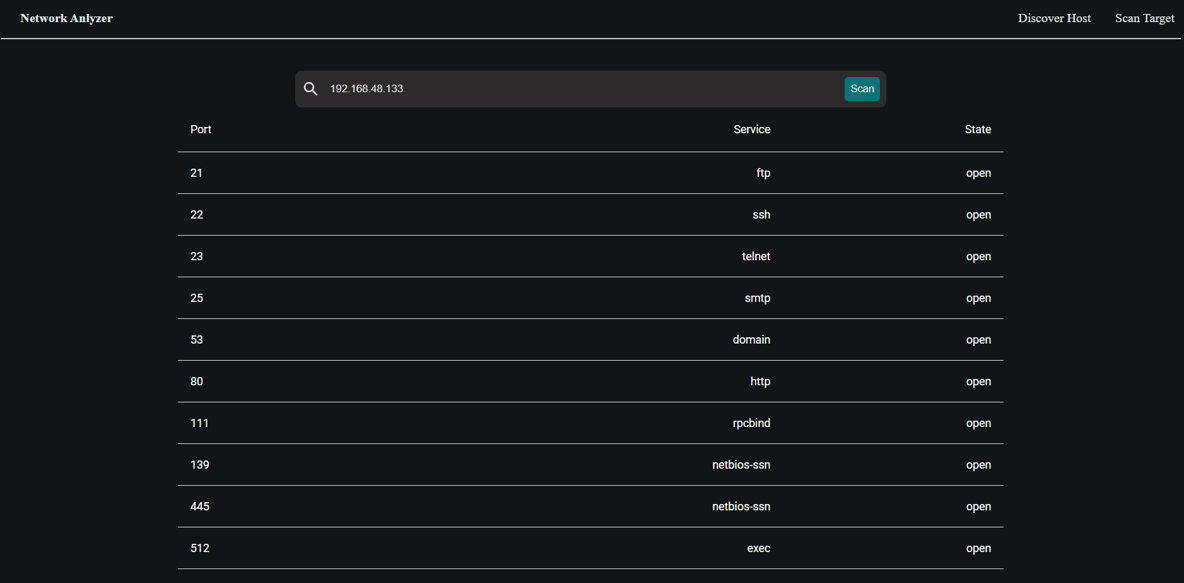 Network Anlyzer Discover Host Scan Target
192.168.48.133 Scan
Port Service State
21 ftp open
22 ssh open
23 telnet open
25 smtp open
53 domain open
80 http open
111 rpcbind open
139 netbios-ssn open
445 netbios-ssn open
512 exec open